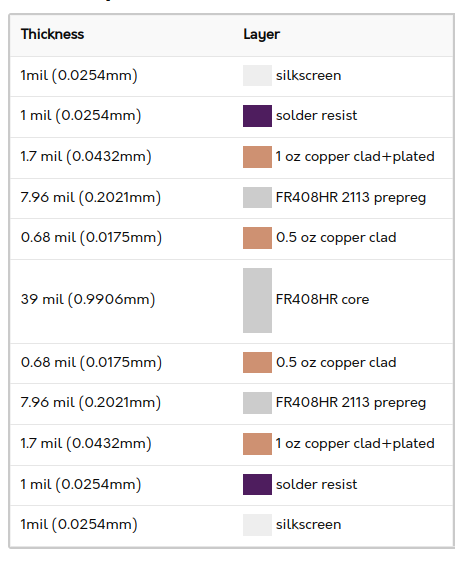 Thickness Layer
1mil (0.0254mm) silkscreen
1 mil (0.0254mm) solder resist
1.7 mil (0.0432mm) 1 oz copper clad+plated
7.96 mil (0.2021mm) FR408HR 2113 prepreg
0.68 mil (0.0175mm) 0.5 oz copper clad
39 mil (0.9906mm) FR408HR core
0.68 mil (0.0175mm) 0.5 oz copper clad
7.96 mil (0.2021mm) FR408HR 2113 prepreg
1.7 mil (0.0432mm) 1 oz copper clad+plated
1 mil (0.0254mm) solder resist
1mil (0.0254mm) silkscreen